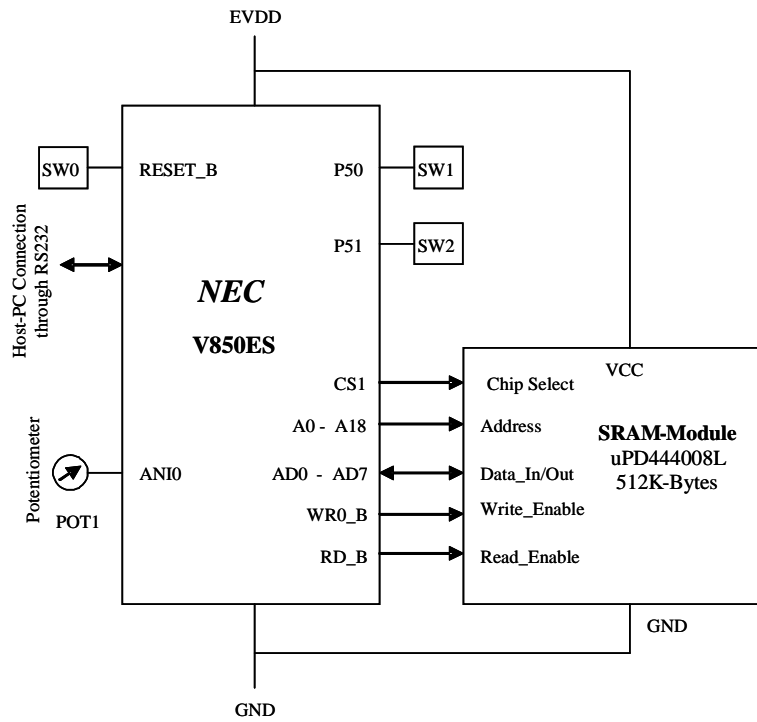 EVDD
SW0
RESET_B
P50
SW1
P51
SW2
Host-PC Connection
through RS232
NEC
V850ES
CS1
A0 - A18
AD0 - AD7
WR0_B
RD_B
Potentiometer
POT1
ANI0
VCC
Chip Select
Address
Data_In/Out
Write_Enable
Read_Enable
SRAM-Module
uPD444008L
512K-Bytes
GND
GND